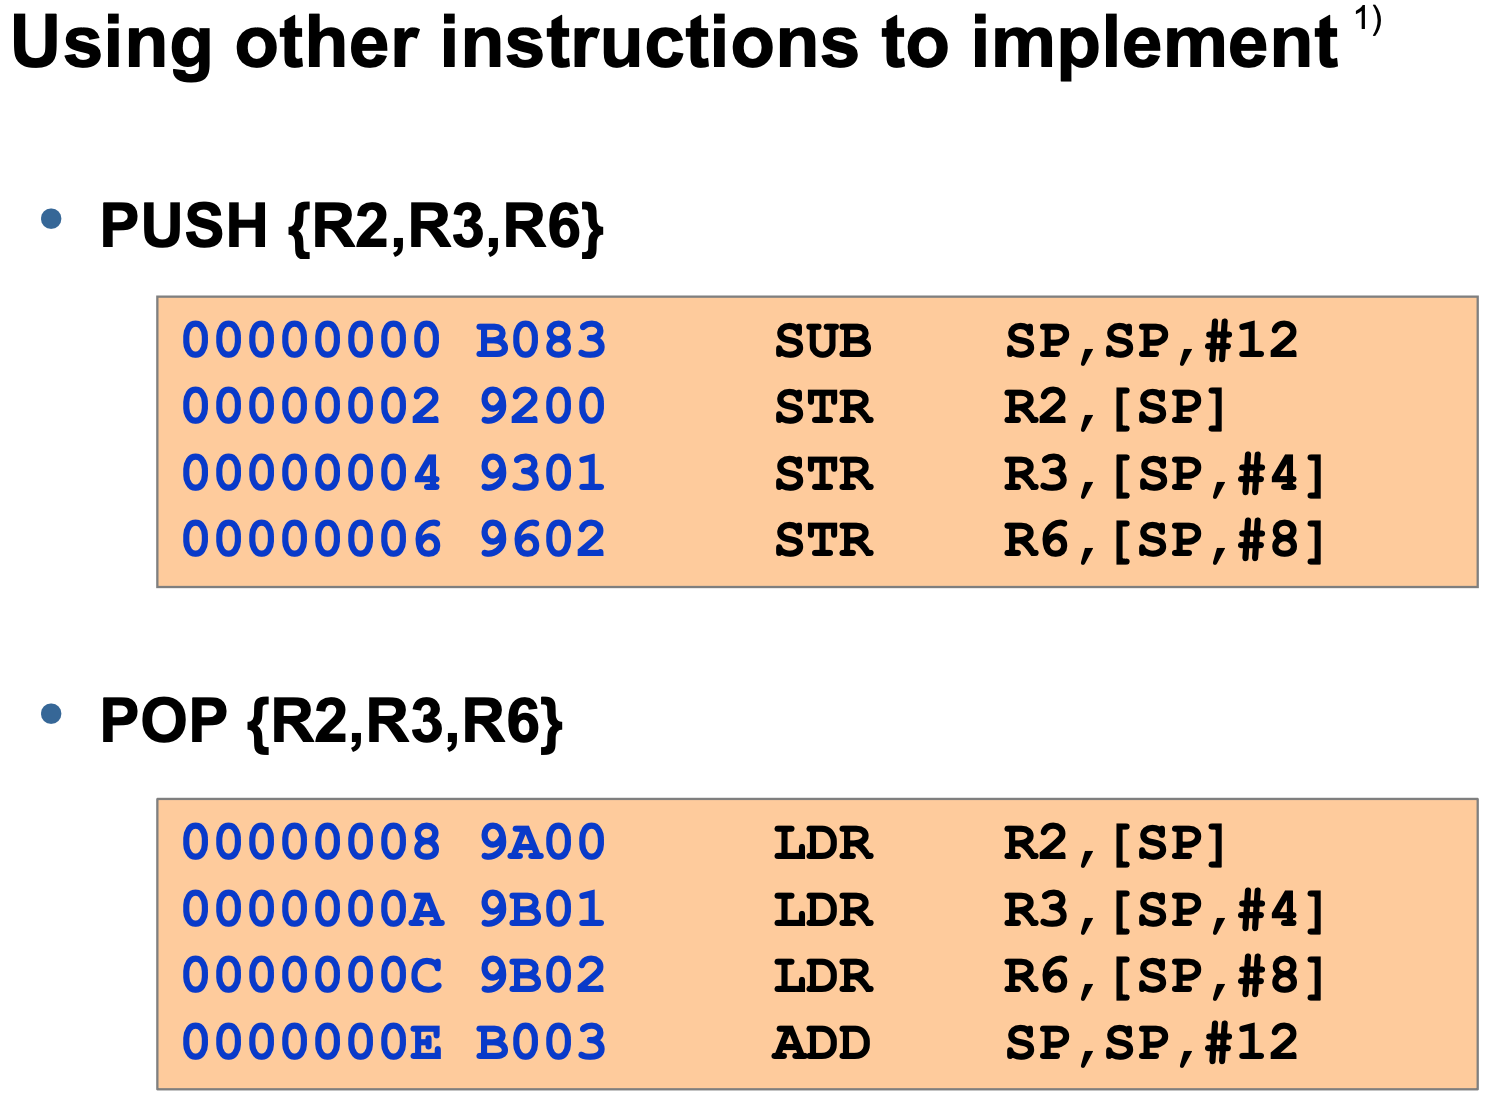 Using other instructions to implement 1)
• PUSH {R2,R3,R6}
00000000 B083 SUB SP,SP,#12
00000002 9200 STR R2,[SP]
00000004 9301 STR R3,[SP,#4]
00000006 9602 STR R6,[SP,#8]
• POP {R2,R3,R6}
00000008 9A00 LDR R2,[SP]
0000000A 9B01 LDR R3,[SP,#4]
0000000C 9B02 LDR R6,[SP,#8]
0000000E B003 ADD SP,SP,#12